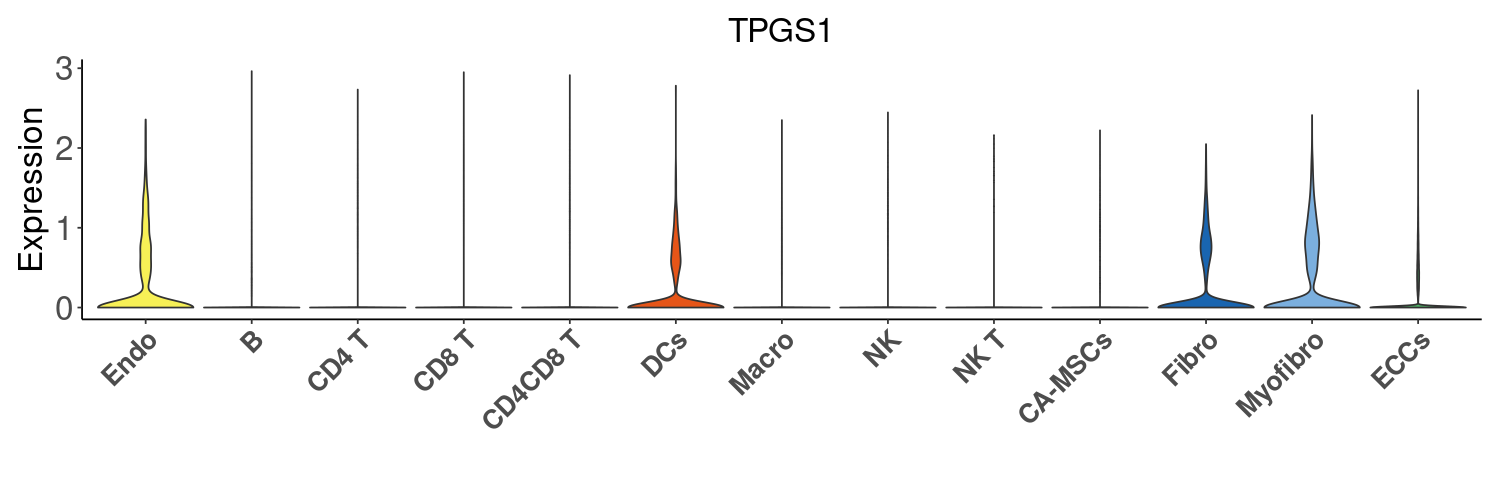 TPGS1
Expression
3
2
1
0
Endo
B
CD4 T
CD8 T
CD4CD8 T
DCs
Macro
NK
NK T
CA-MSCs
Fibro
Myofibro
ECCs